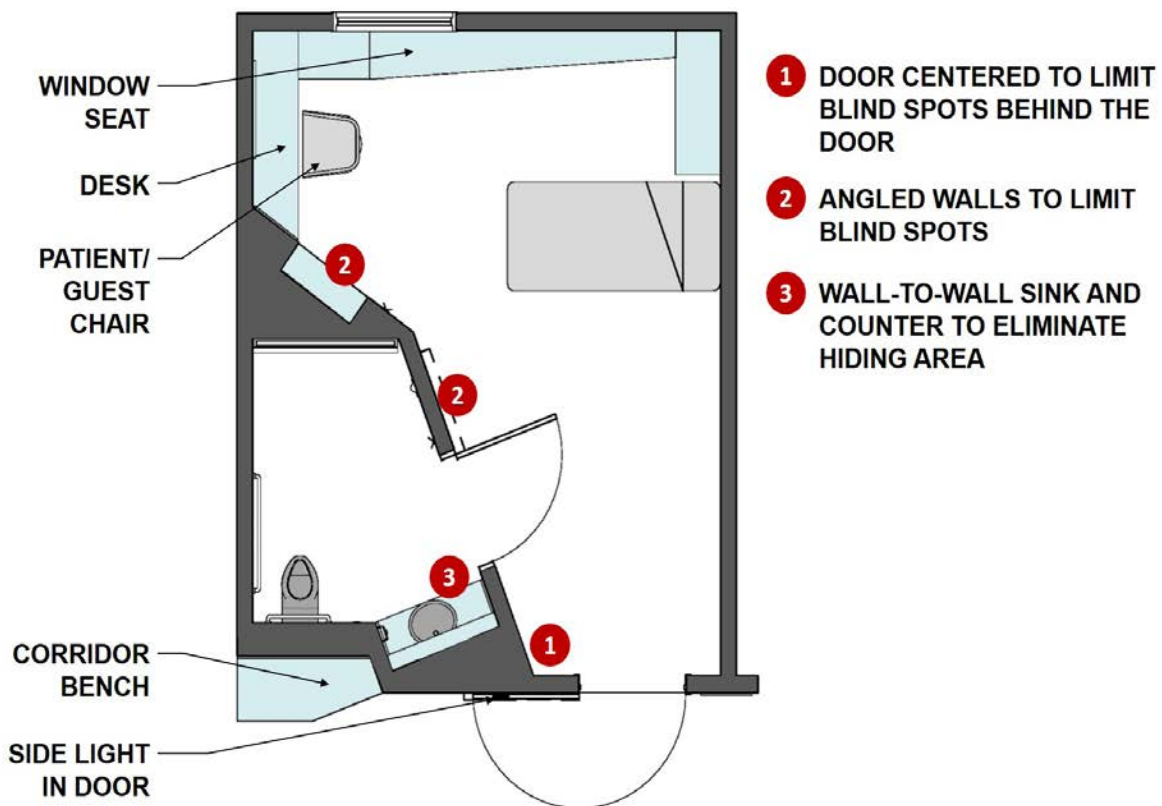 WINDOW
SEAT
DESK
PATIENT/
GUEST
CHAIR
CORRIDOR
BENCH
SIDE LIGHT
IN DOOR
2
2
3
1
1 DOOR CENTERED TO LIMIT
BLIND SPOTS BEHIND THE
DOOR
2 ANGLED WALLS TO LIMIT
BLIND SPOTS
3 WALL-TO-WALL SINK AND
COUNTER TO ELIMINATE
HIDING AREA